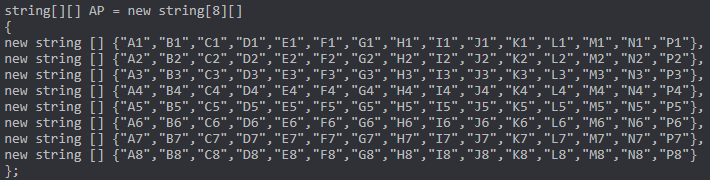 string[][] AP = new string[8][]
{
new string [] {"A1","B1","C1","D1","E1","F1","G1","H1","I1","J1","K1","L1","M1","N1","P1"},
new string [] {"A2","B2","C2","D2","E2","F2","G2","H2","I2","J2","K2","L2","M2","N2","P2"},
new string [] {"A3","B3","C3","D3","E3","F3","G3","H3","I3","J3","K3","L3","M3","N3","P3"},
new string [] {"A4","B4","C4","D4","E4","F4","G4","H4","I4","J4","K4","L4","M4","N4","P4"},
new string [] {"A5","B5","C5","D5","E5","F5","G5","H5","I5","J5","K5","L5","M5","N5","P5"},
new string [] {"A6","B6","C6","D6","E6","F6","G6","H6","I6","J6","K6","L6","M6","N6","P6"},
new string [] {"A7","B7","C7","D7","E7","F7","G7","H7","I7","J7","K7","L7","M7","N7","P7"},
new string [] {"A8","B8","C8","D8","E8","F8","G8","H8","I8","J8","K8","L8","M8","N8","P8"}
};